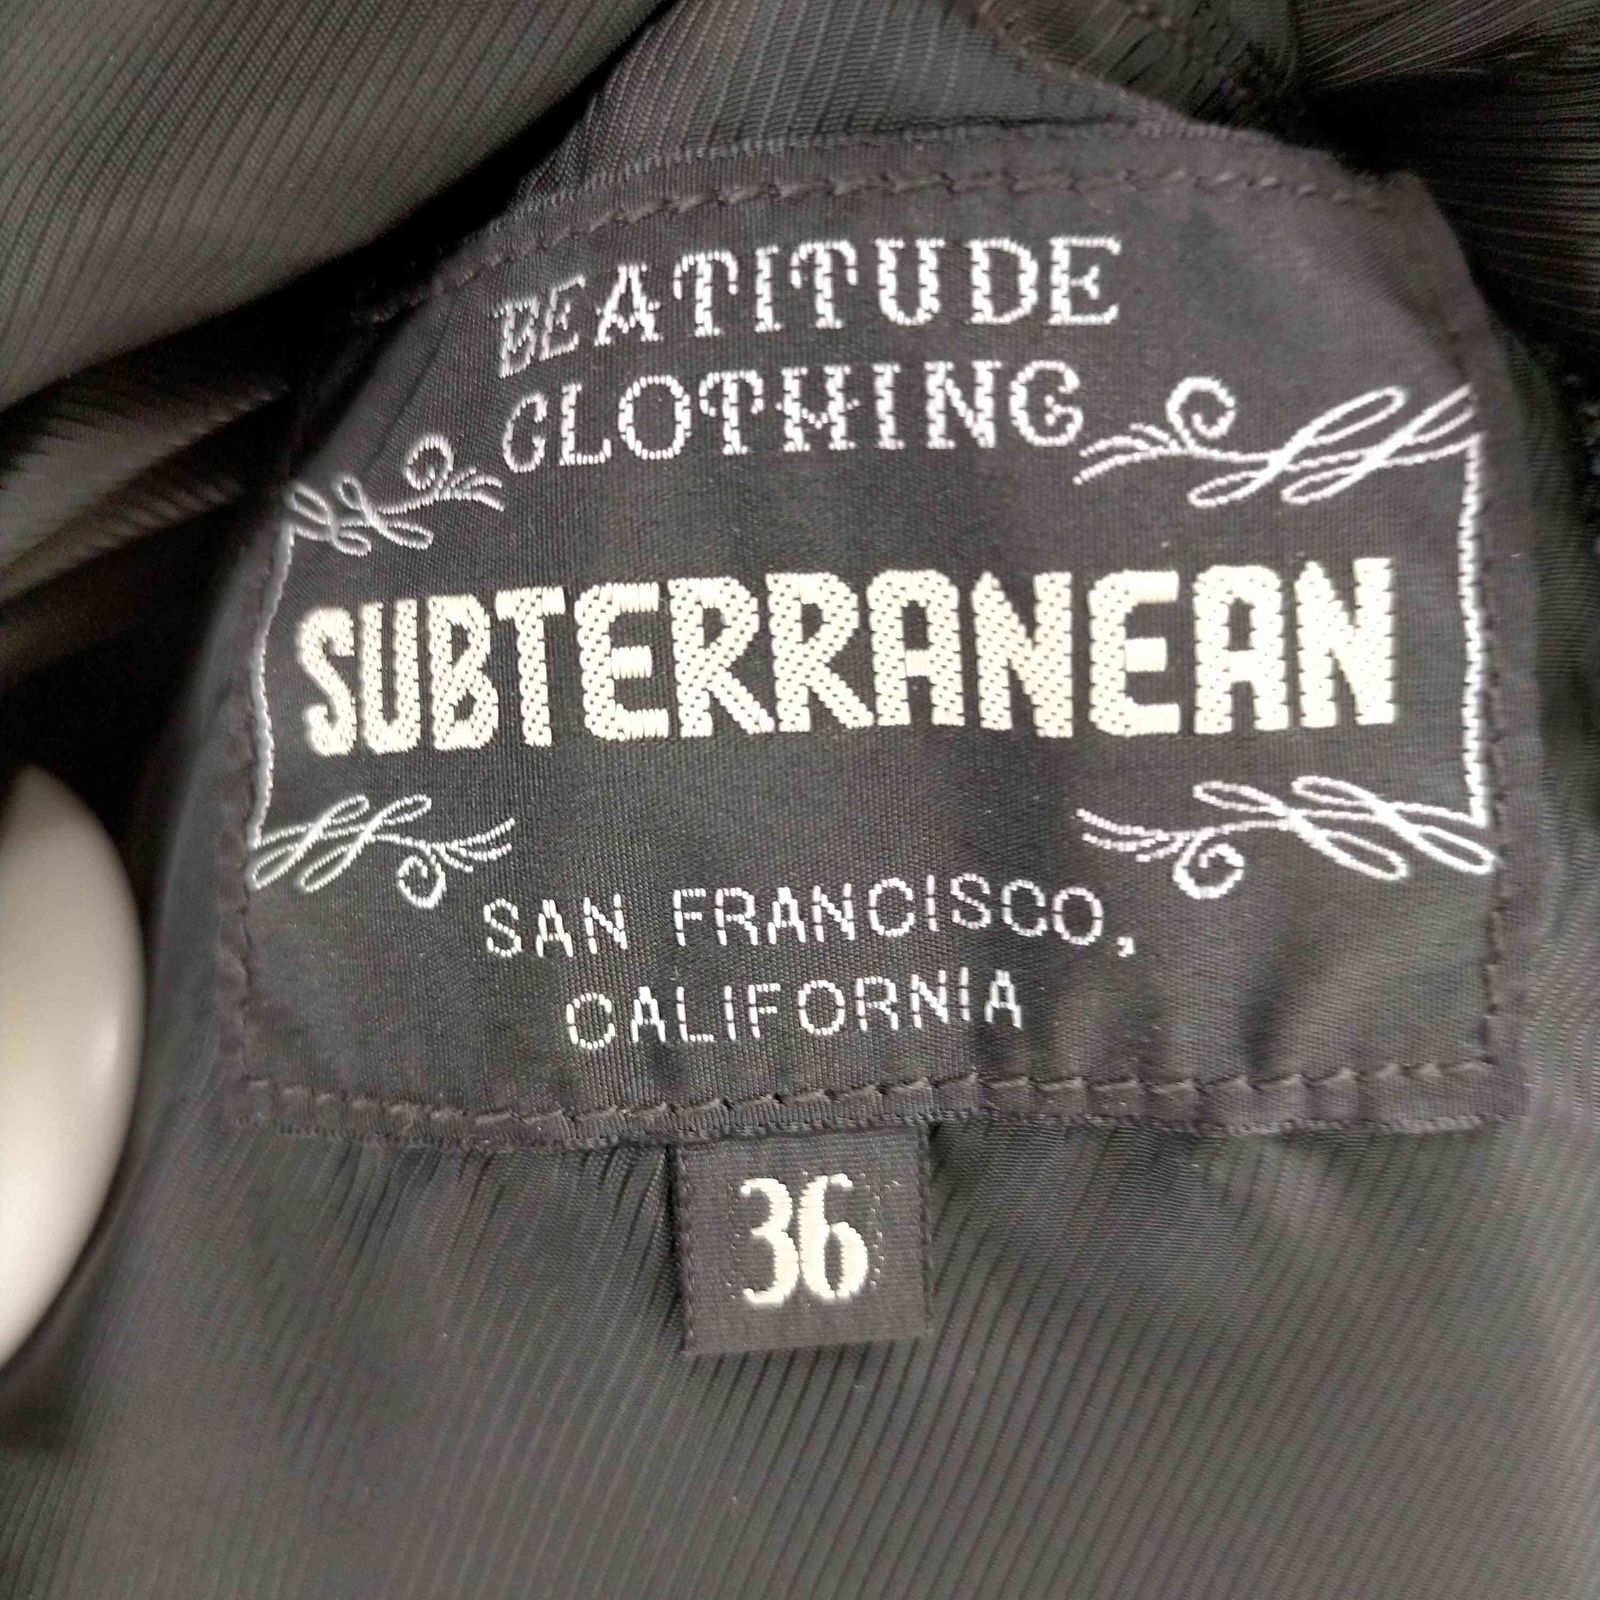 BEATITUDE
CLOTHING
SUBTERRANEAN
SAN FRANCISCO,
CALIFORNIA
36